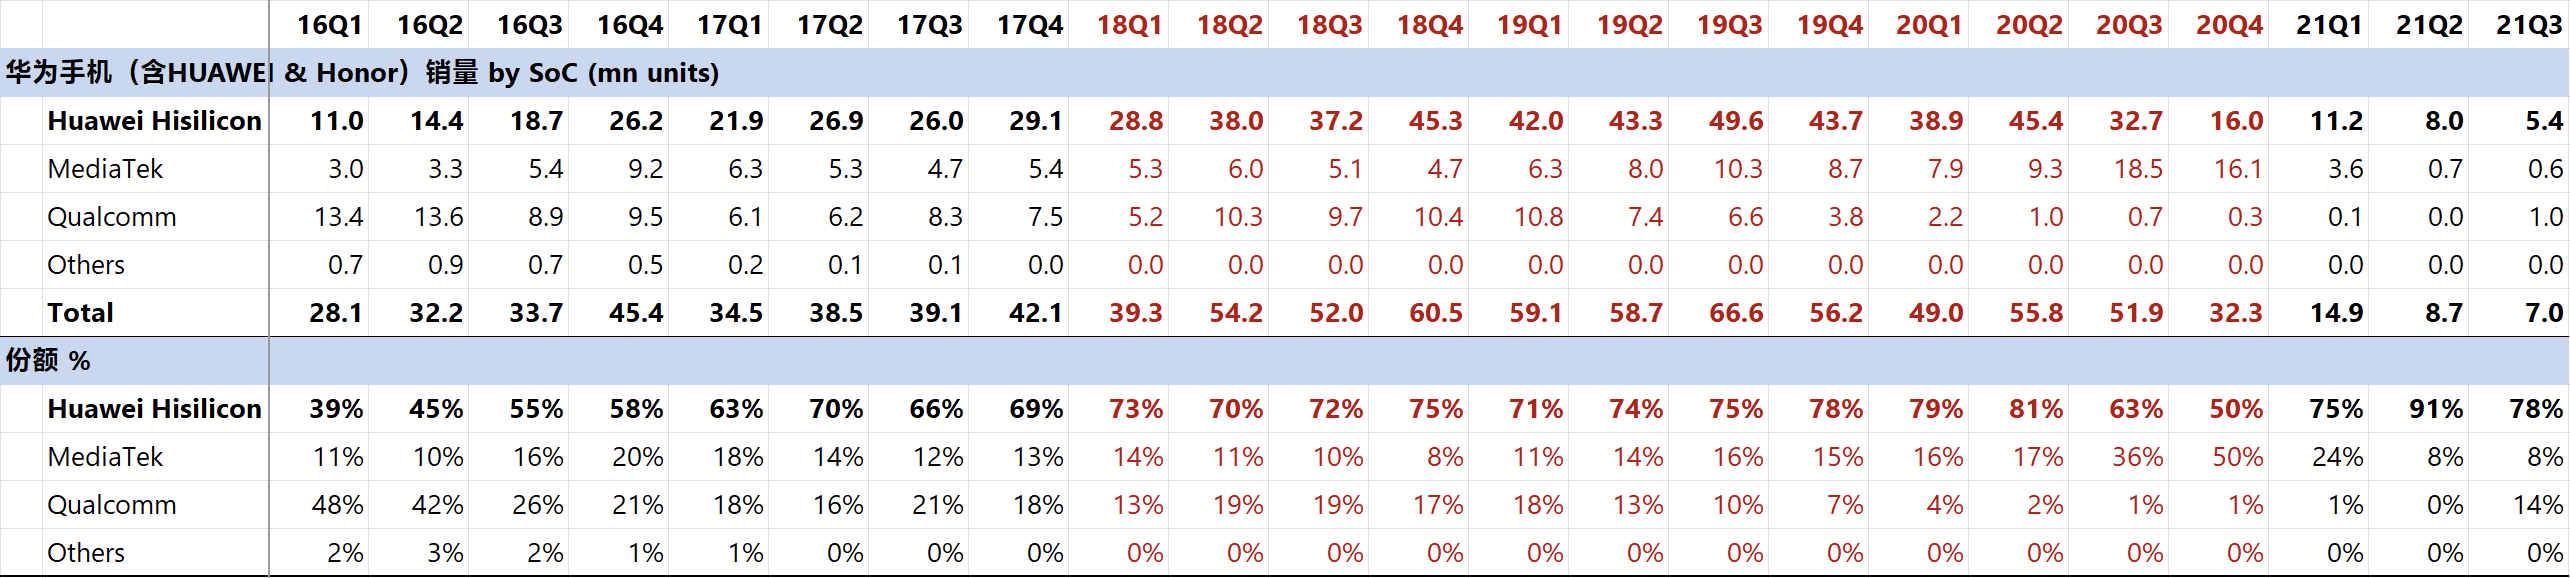 16Q1 16Q2 16Q3 16Q4 17Q1 17Q2 17Q3 17Q4 18Q1 18Q2 18Q3 18Q4 19Q1 19Q2 19Q3 19Q4 20Q1 20Q2 20Q3 20Q4 21Q1 21Q2 21Q3
华为手机（含HUAWEI & Honor）销量 by SoC (mn units)
Huawei Hisilicon 11.0 14.4 18.7 26.2 21.9 26.9 26.0 29.1 28.8 38.0 37.2 45.3 42.0 43.3 49.6 43.7 38.9 45.4 32.7 16.0 11.2 8.0 5.4
MediaTek 3.0 3.3 5.4 9.2 6.3 5.3 4.7 5.4 5.3 6.0 5.1 4.7 6.3 8.0 10.3 8.7 7.9 9.3 18.5 16.1 3.6 0.7 0.6
Qualcomm 13.4 13.6 8.9 9.5 6.1 6.2 8.3 7.5 5.2 10.3 9.7 10.4 10.8 7.4 6.6 3.8 2.2 1.0 0.7 0.3 0.1 0.0 1.0
Others 0.7 0.9 0.7 0.5 0.2 0.1 0.1 0.0 0.0 0.0 0.0 0.0 0.0 0.0 0.0 0.0 0.0 0.0 0.0 0.0 0.0 0.0 0.0
Total 28.1 32.2 33.7 45.4 34.5 38.5 39.1 42.1 39.3 54.2 52.0 60.5 59.1 58.7 66.6 56.2 49.0 55.8 51.9 32.3 14.9 8.7 7.0
份额 %
Huawei Hisilicon 39% 45% 55% 58% 63% 70% 66% 69% 73% 70% 72% 75% 71% 74% 75% 78% 79% 81% 63% 50% 75% 91% 78%
MediaTek 11% 10% 16% 20% 18% 14% 12% 13% 14% 11% 10% 8% 11% 14% 16% 15% 16% 17% 36% 50% 24% 8% 8%
Qualcomm 48% 42% 26% 21% 18% 16% 21% 18% 13% 19% 19% 17% 18% 13% 10% 7% 4% 2% 1% 1% 1% 0% 14%
Others 2% 3% 2% 1% 1% 0% 0% 0% 0% 0% 0% 0% 0% 0% 0% 0% 0% 0% 0% 0% 0% 0% 0%